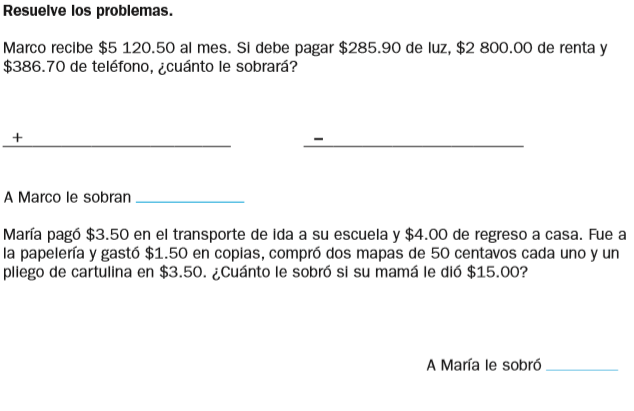 Resuelve los problemas.
Marco recibe $5 120.50 al mes. Si debe pagar $285.90 de luz, $2 800.00 de renta y
$386.70 de teléfono, ¿cuánto le sobrará?
+ −
A Marco le sobran
María pagó $3.50 en el transporte de ida a su escuela y $4.00 de regreso a casa. Fue a
la papelería y gastó $1.50 en copias, compró dos mapas de 50 centavos cada uno y un
pliego de cartulina en $3.50. ¿Cuánto le sobró si su mamá le dió $15.00?
A María le sobró